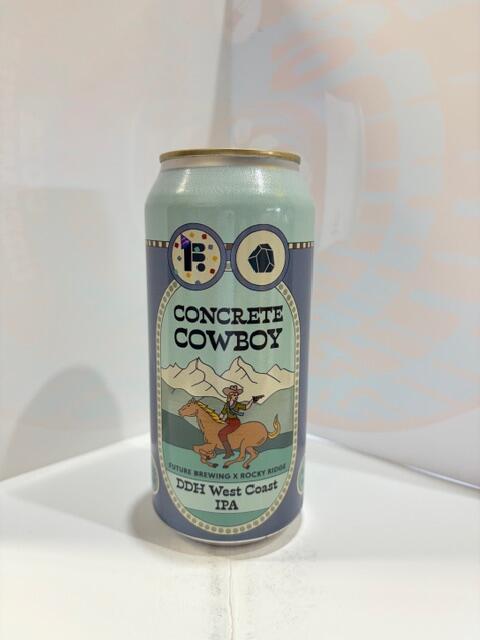 F.
CONCRETE
COWBOY
FUTURE BREWING X ROCKY RIDGE
DDH West Coast
IPA